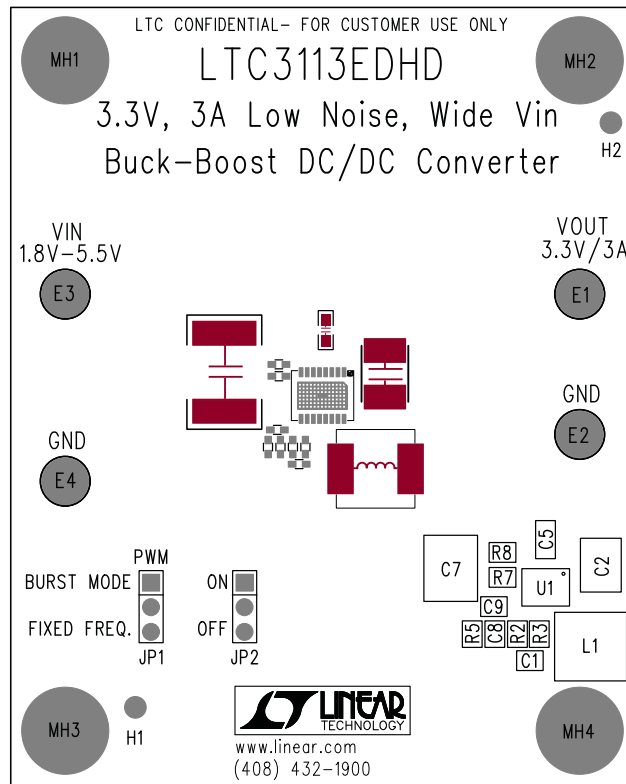 LTC CONFIDENTIAL- FOR CUSTOMER USE ONLY
MH1
LTC3113EDHD
MH2
3.3V, 3A Low Noise, Wide Vin
H2
Buck-Boost DC/DC Converter
VIN
1.8V-5.5V
VOUT
3.3V/3A
E3
E1
GND
E2
GND
E4
PWM
BURST MODE
FIXED FREQ.
JP1
ON
OFF
JP2
C7
R8
C5
C2
R7
U1
C9
R5
C8
R2
R3
L1
C1
MH3
H1
LINEAR
TECHNOLOGY
www.linear.com
(408) 432-1900
MH4